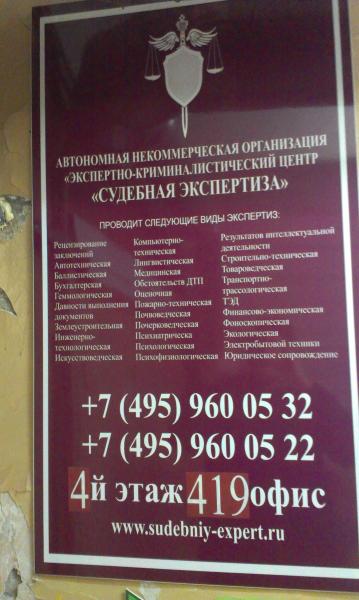 АВТОНОМНАЯ НЕКОММЕРЧЕСКАЯ ОРГАНИЗАЦИЯ
«ЭКСПЕРТНО-КРИМИНАЛИСТИЧЕСКИЙ ЦЕНТР
«СУДЕБНАЯ ЭКСПЕРТИЗА»
ПРОВОДИТ СЛЕДУЮЩИЕ ВИДЫ ЭКСПЕРТИЗ:
Рецензирование
заключений
Автотехническая
Баллистическая
Бухгалтерская
Геммологическая
Давности выполнения
документов
Землеустроительная
Инженерно-
технологическая
Искусствоведческая
Компьютерно-
техническая
Лингвистическая
Медицинская
Обстоятельств ДТП
Оценочная
Пожарно-техническая
Почвоведческая
Почерковедческая
Психиатрическая
Психологическая
Психофизиологическая
Результатов интеллектуальной
деятельности
Строительно-техническая
Товароведческая
Транспортно-
трассологическая
ТЭД
Финансово-экономическая
Фоноскопическая
Экологическая
Электробытовой техники
Юридическое сопровождение
+7 (495) 960 05 32
+7 (495) 960 05 22
4й этаж 419 офис
www.sudebniy-expert.ru